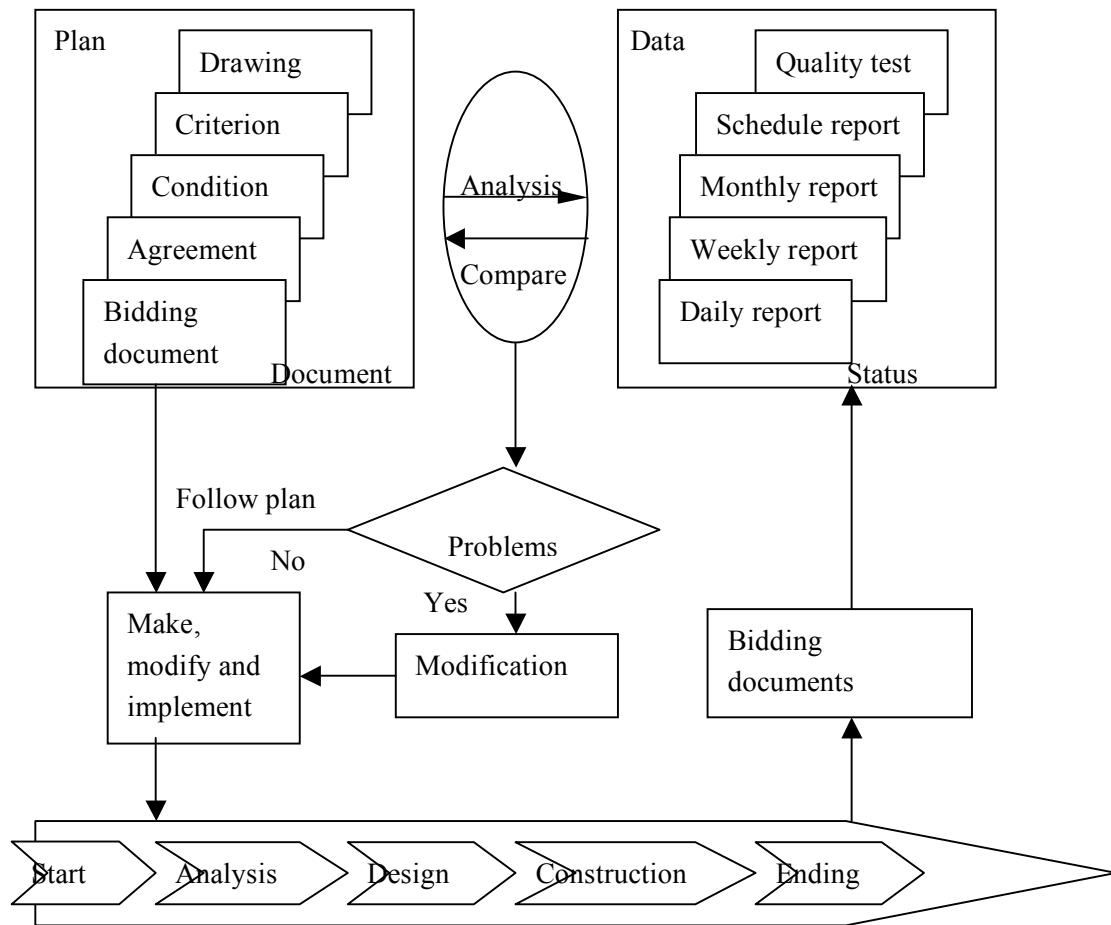 Plan
Drawing
Criterion
Condition
Agreement
Bidding
document
Document
Analysis
Compare
Data
Quality test
Schedule report
Monthly report
Weekly report
Daily report
Status
Follow plan
Problems
No
Yes
Make,
modify and
implement
Modification
Bidding
documents
Start
Analysis
Design
Construction
Ending